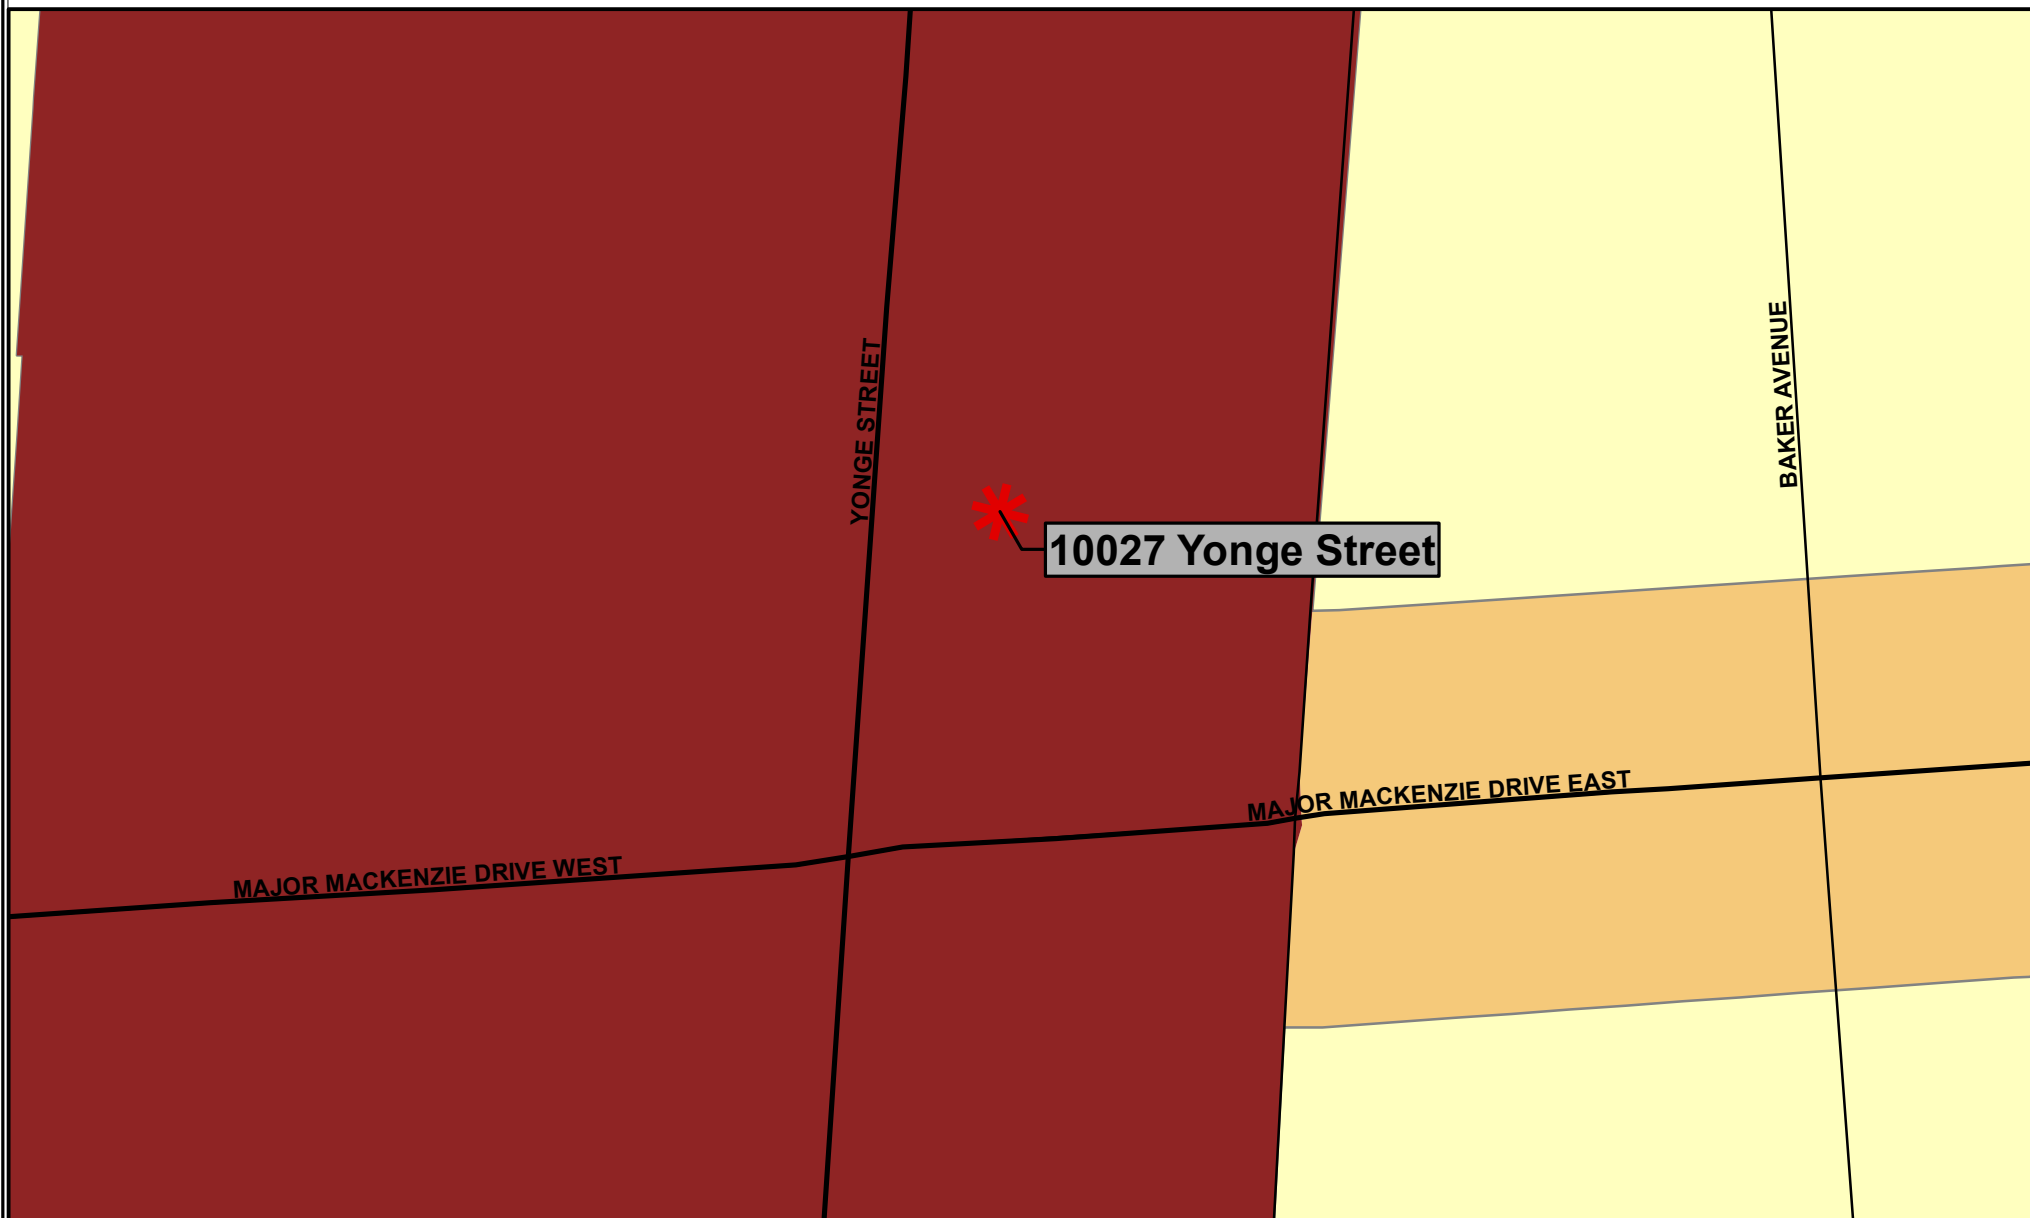 YONGE STREET
BAKER AVENUE
10027 Yonge Street
MAJOR MACKENZIE DRIVE EAST
MAJOR MACKENZIE DRIVE WEST